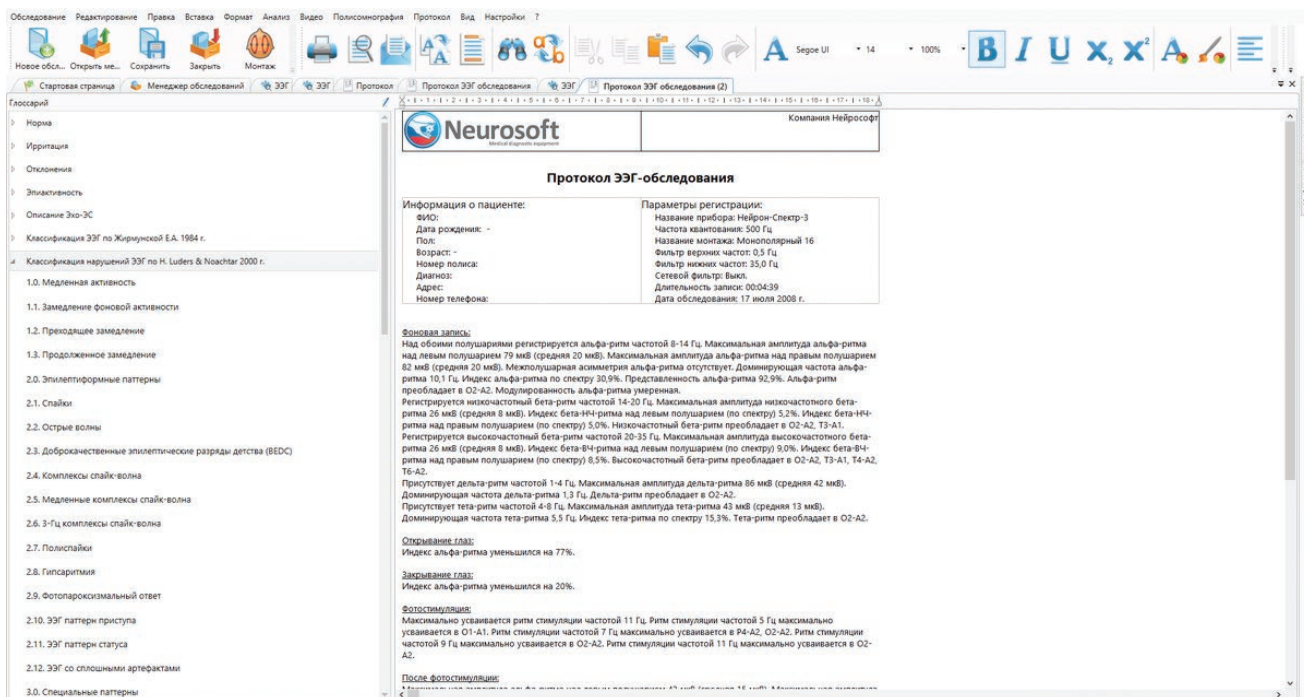 Обследование Редактирование Правка Вставка Формат Анализ Видео Полисомнография Протокол Вид Настройки ?
Новое обсл... Открыть ме... Сохранить Закрыть Монтаж
Segoe UI 14 100%
Стартовая страница Менеджер обследований ЭЭГ ЭЭГ Протокол Протокол ЭЭГ обследования ЭЭГ Протокол ЭЭГ обследования (2)
Глоссарий
Норма
Ирритация
Отклонения
Эпиактивность
Описание Эхо-ЭС
Классификация ЭЭГ по Жирмунской Е.А. 1984 г.
Классификация нарушений ЭЭГ по H. Luders & Noachtar 2000 г.
1.0. Медленная активность
1.1. Замедление фоновой активности
1.2. Преходящее замедление
1.3. Продолженное замедление
2.0. Эпилептиформные паттерны
2.1. Спайки
2.2. Острые волны
2.3. Доброкачественные эпилептические разряды детства (BEDC)
2.4. Комплексы спайк-волна
2.5. Медленные комплексы спайк-волна
2.6. 3-Гц комплексы спайк-волна
2.7. Полиспайки
2.8. Гипсаритмия
2.9. Фотопароксизмальный ответ
2.10. ЭЭГ паттерн приступа
2.11. ЭЭГ паттерн статуса
2.12. ЭЭГ со сплошными артефактами
3.0. Специальные паттерны
Neurosoft
Medical diagnostic equipment
Компания Нейрософт
Протокол ЭЭГ-обследования
Информация о пациенте:
ФИО:
Дата рождения: -
Пол:
Возраст: -
Номер полиса:
Диагноз:
Адрес:
Номер телефона:
Параметры регистрации:
Название прибора: Нейрон-Спектр-3
Частота квантования: 500 Гц
Название монтажа: Монополярный 16
Фильтр верхних частот: 0,5 Гц
Фильтр нижних частот: 35,0 Гц
Сетевой фильтр: Выкл.
Длительность записи: 00:04:39
Дата обследования: 17 июля 2008 г.
Фоновая запись:
Над обоими полушариями регистрируется альфа-ритм частотой 8-14 Гц. Максимальная амплитуда альфа-ритма
над левым полушарием 79 мкВ (средняя 20 мкВ). Максимальная амплитуда альфа-ритма над правым полушарием
82 мкВ (средняя 20 мкВ). Межполушарная асимметрия альфа-ритма отсутствует. Доминирующая частота альфа-
ритма 10,1 Гц. Индекс альфа-ритма по спектру 30,9%. Представленность альфа-ритма 92,9%. Альфа-ритм
преобладает в O2-A2. Модулированность альфа-ритма умеренная.
Регистрируется низкочастотный бета-ритм частотой 14-20 Гц. Максимальная амплитуда низкочастотного бета-
ритма 26 мкВ (средняя 8 мкВ). Индекс бета-НЧ-ритма над левым полушарием (по спектру) 5,2%. Индекс бета-НЧ-
ритма над правым полушарием (по спектру) 5,0%. Низкочастотный бета-ритм преобладает в O2-A2, T3-A1.
Регистрируется высокочастотный бета-ритм частотой 20-35 Гц. Максимальная амплитуда высокочастотного бета-
ритма 26 мкВ (средняя 8 мкВ). Индекс бета-ВЧ-ритма над левым полушарием (по спектру) 9,0%. Индекс бета-ВЧ-
ритма над правым полушарием (по спектру) 8,5%. Высокочастотный бета-ритм преобладает в O2-A2, T3-A1, T4-A2,
T6-A2.
Присутствует дельта-ритм частотой 1-4 Гц. Максимальная амплитуда дельта-ритма 86 мкВ (средняя 42 мкВ).
Доминирующая частота дельта-ритма 1,3 Гц. Дельта-ритм преобладает в O2-A2.
Присутствует тета-ритм частотой 4-8 Гц. Максимальная амплитуда тета-ритма 43 мкВ (средняя 13 мкВ).
Доминирующая частота тета-ритма 5,5 Гц. Индекс тета-ритма по спектру 15,3%. Тета-ритм преобладает в O2-A2.
Открывание глаз:
Индекс альфа-ритма уменьшился на 77%.
Закрывание глаз:
Индекс альфа-ритма уменьшился на 20%.
Фотостимуляция:
Максимально усваивается ритм стимуляции частотой 11 Гц. Ритм стимуляции частотой 5 Гц максимально
усваивается в O1-A1. Ритм стимуляции частотой 7 Гц максимально усваивается в P4-A2, O2-A2. Ритм стимуляции
частотой 9 Гц максимально усваивается в O2-A2. Ритм стимуляции частотой 11 Гц максимально усваивается в O2-
A2.
После фотостимуляции: